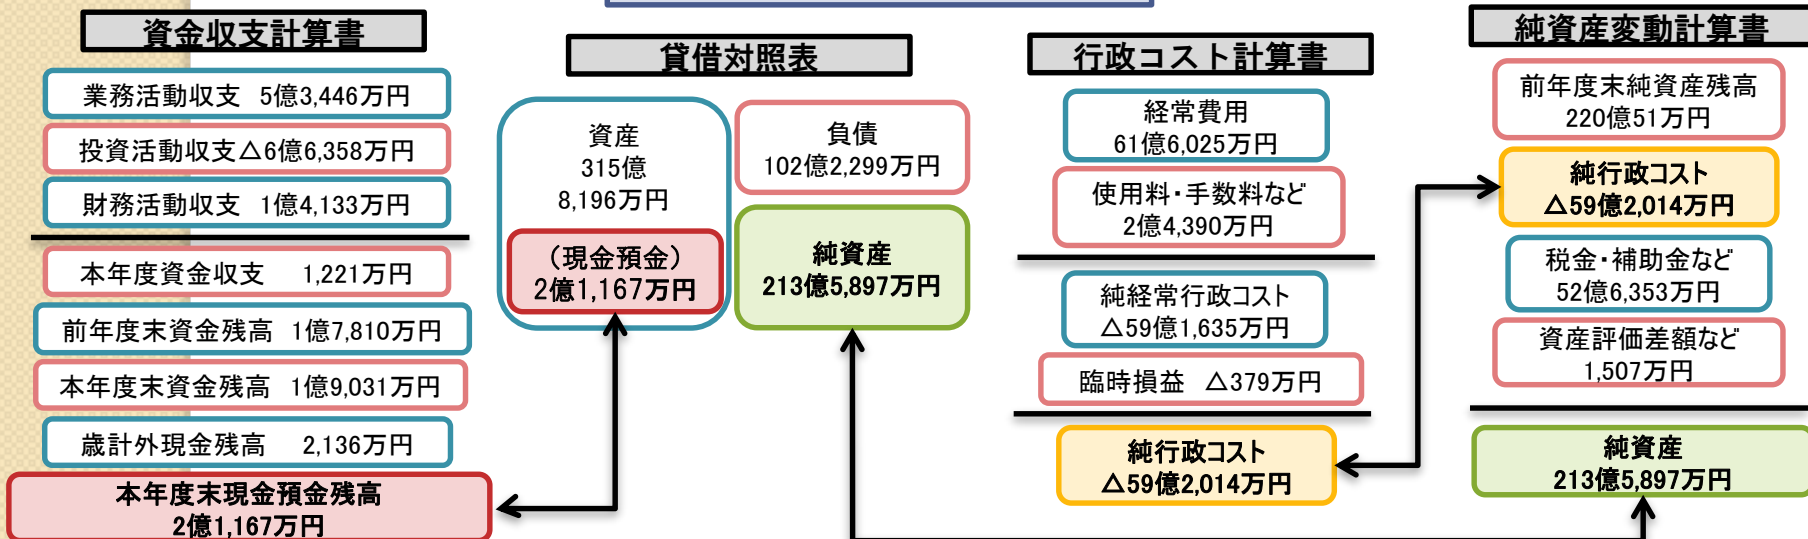 資金収支計算書
業務活動収支 5億3,446万円
投資活動収支△6億6,358万円
財務活動収支 1億4,133万円
本年度資金収支 1,221万円
前年度末資金残高 1億7,810万円
本年度末資金残高 1億9,031万円
歳計外現金残高 2,136万円
本年度末現金預金残高
2億1,167万円
貸借対照表
資産
315億
8,196万円
(現金預金)
2億1,167万円
負債
102億2,299万円
純資産
213億5,897万円
行政コスト計算書
経常費用
61億6,025万円
使用料・手数料など
2億4,390万円
純経常行政コスト
△59億1,635万円
臨時損益 △379万円
純行政コスト
△59億2,014万円
純資産変動計算書
前年度末純資産残高
220億51万円
純行政コスト
△59億2,014万円
税金・補助金など
52億6,353万円
資産評価差額など
1,507万円
純資産
213億5,897万円